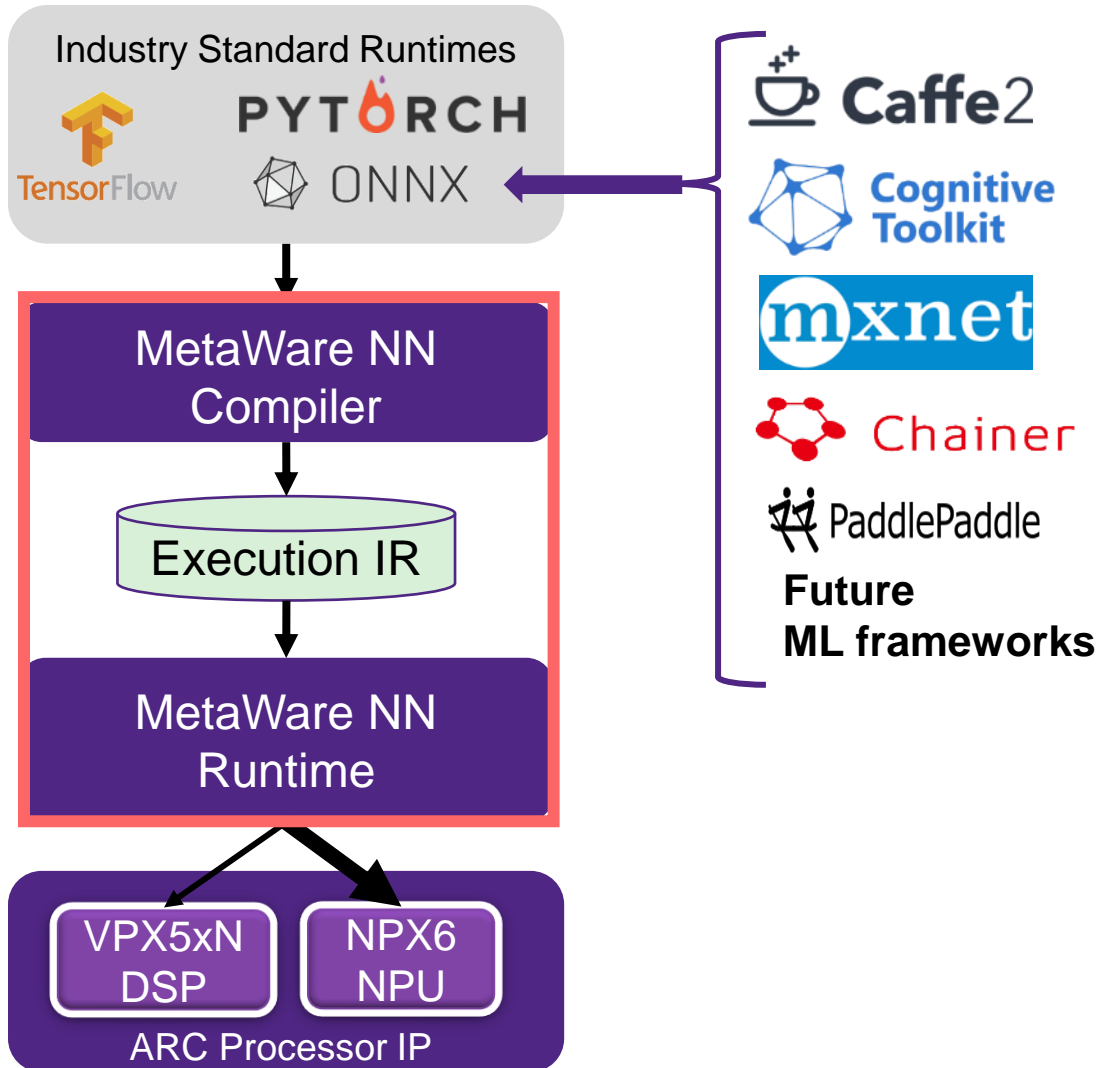 Industry Standard Runtimes
PYTORCH
TensorFlow
ONNX
MetaWare NN
Compiler
Execution IR
MetaWare NN
Runtime
VPX5xN
DSP
NPX6
NPU
ARC Processor IP
Caffe2
Cognitive
Toolkit
mxnet
Chainer
PaddlePaddle
Future
ML frameworks